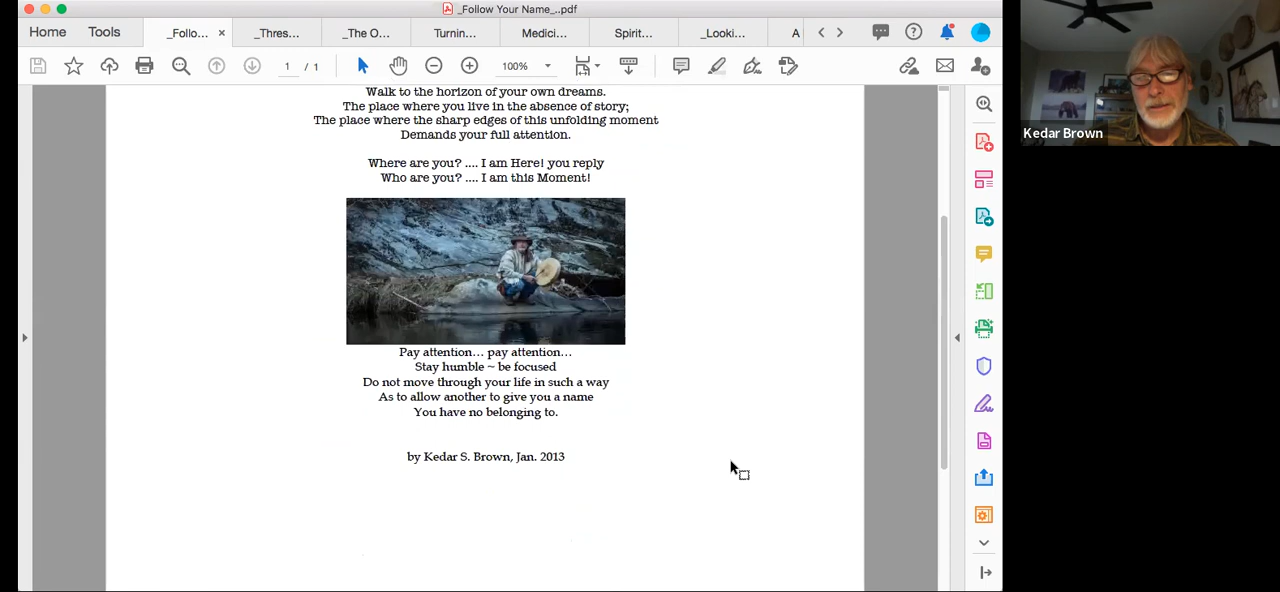 _Follow Your Name_..pdf
Home
Tools
_Follo... ×
_Thres...
_The O...
Turnin...
Medici...
Spirit...
_Looki...
A
1 / 1
100%
Walk to the horizon of your own dreams.
The place where you live in the absence of story;
The place where the sharp edges of this unfolding moment
Demands your full attention.
Where are you? .... I am Here! you reply
Who are you? .... I am this Moment!
Pay attention... pay attention...
Stay humble ~ be focused
Do not move through your life in such a way
As to allow another to give you a name
You have no belonging to.
by Kedar S. Brown, Jan. 2013
Kedar Brown